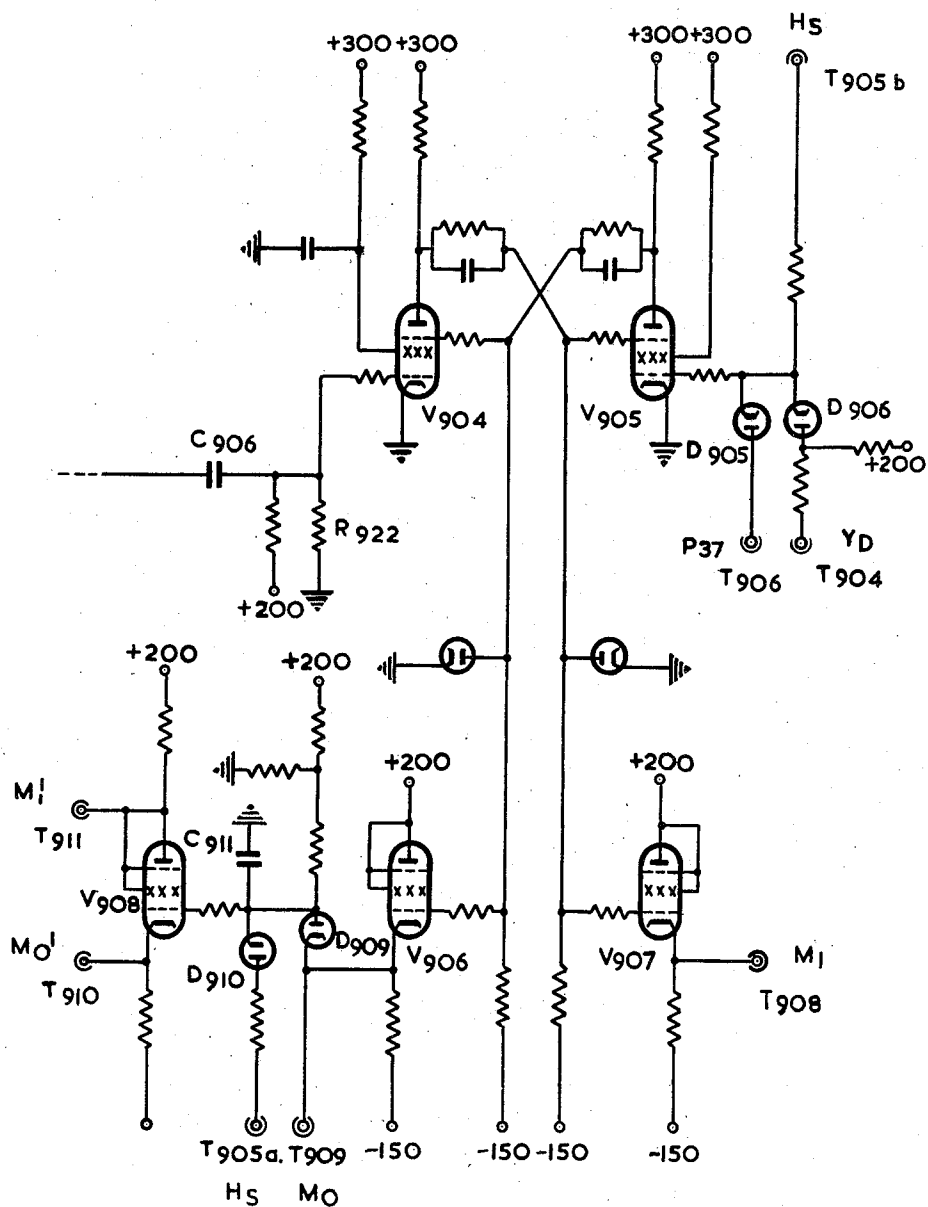 HS
+300 +300
+300 +300
T905b
V904
V905
D906
D905
+200
C906
R922
+200
P37
T906
YD
T904
+200
+200
+200
+200
M1'
T911
C911
V908
M0'
T910
D910
D909
V906
V907
M1
T908
T905a. T909
-150
-150 -150
-150
HS
M0